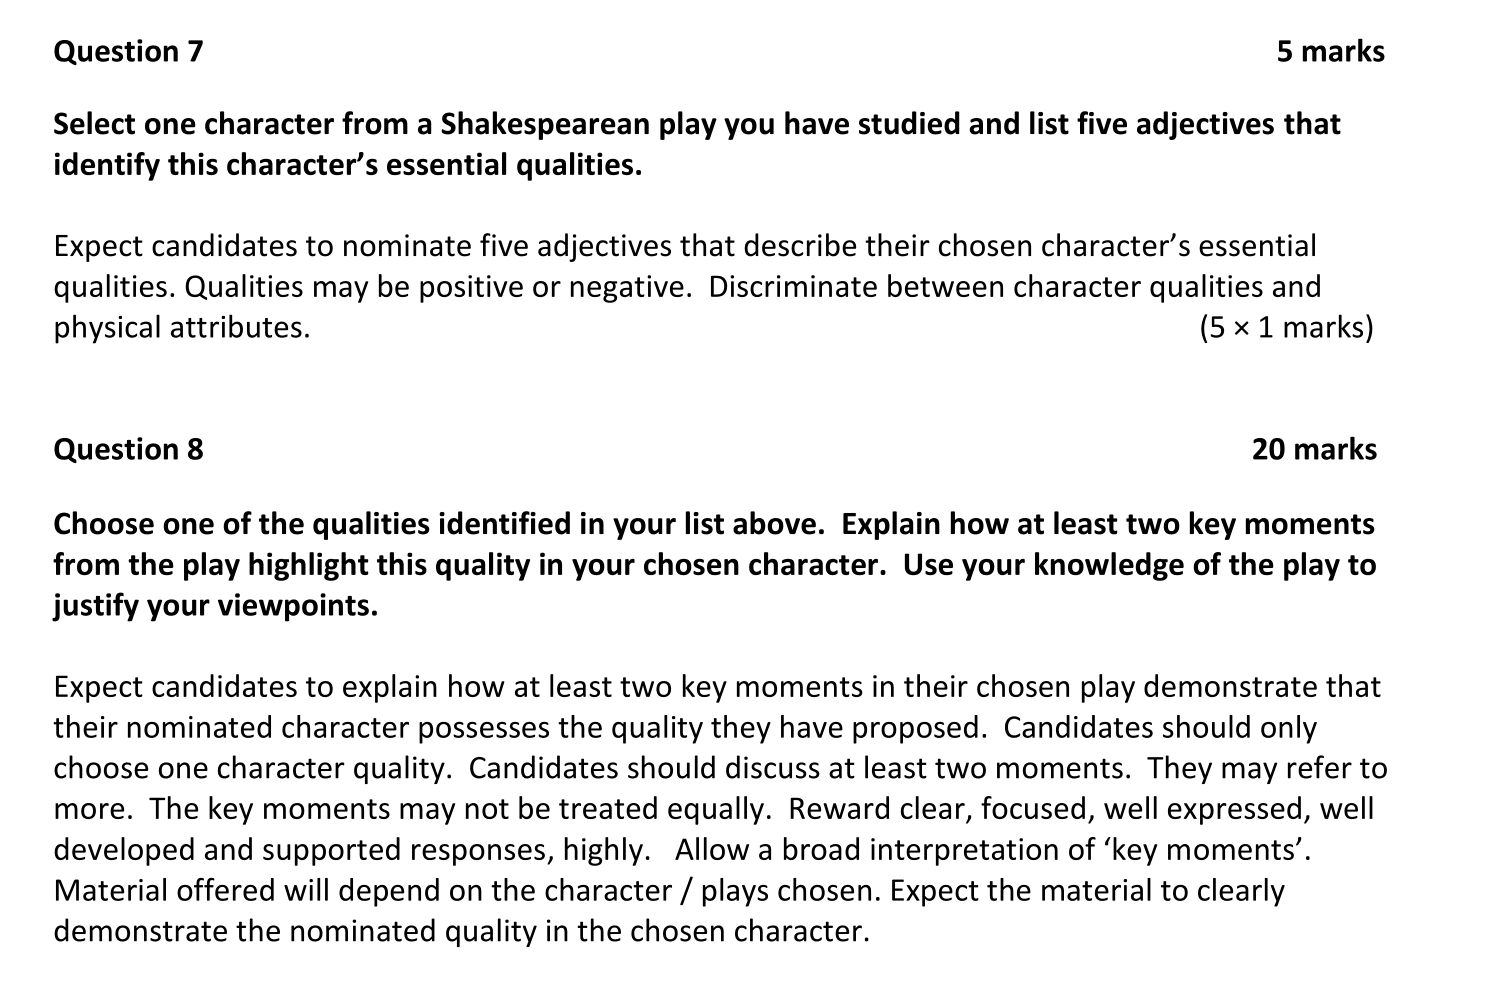 Question 7 5 marks
Select one character from a Shakespearean play you have studied and list five adjectives that
identify this character’s essential qualities.
Expect candidates to nominate five adjectives that describe their chosen character’s essential
qualities. Qualities may be positive or negative.  Discriminate between character qualities and
physical attributes. (5 × 1 marks)
Question 8 20 marks
Choose one of the qualities identified in your list above.  Explain how at least two key moments
from the play highlight this quality in your chosen character.  Use your knowledge of the play to
justify your viewpoints.
Expect candidates to explain how at least two key moments in their chosen play demonstrate that
their nominated character possesses the quality they have proposed.  Candidates should only
choose one character quality.  Candidates should discuss at least two moments.  They may refer to
more.  The key moments may not be treated equally.  Reward clear, focused, well expressed, well
developed and supported responses, highly.   Allow a broad interpretation of ‘key moments’.
Material offered will depend on the character / plays chosen. Expect the material to clearly
demonstrate the nominated quality in the chosen character.